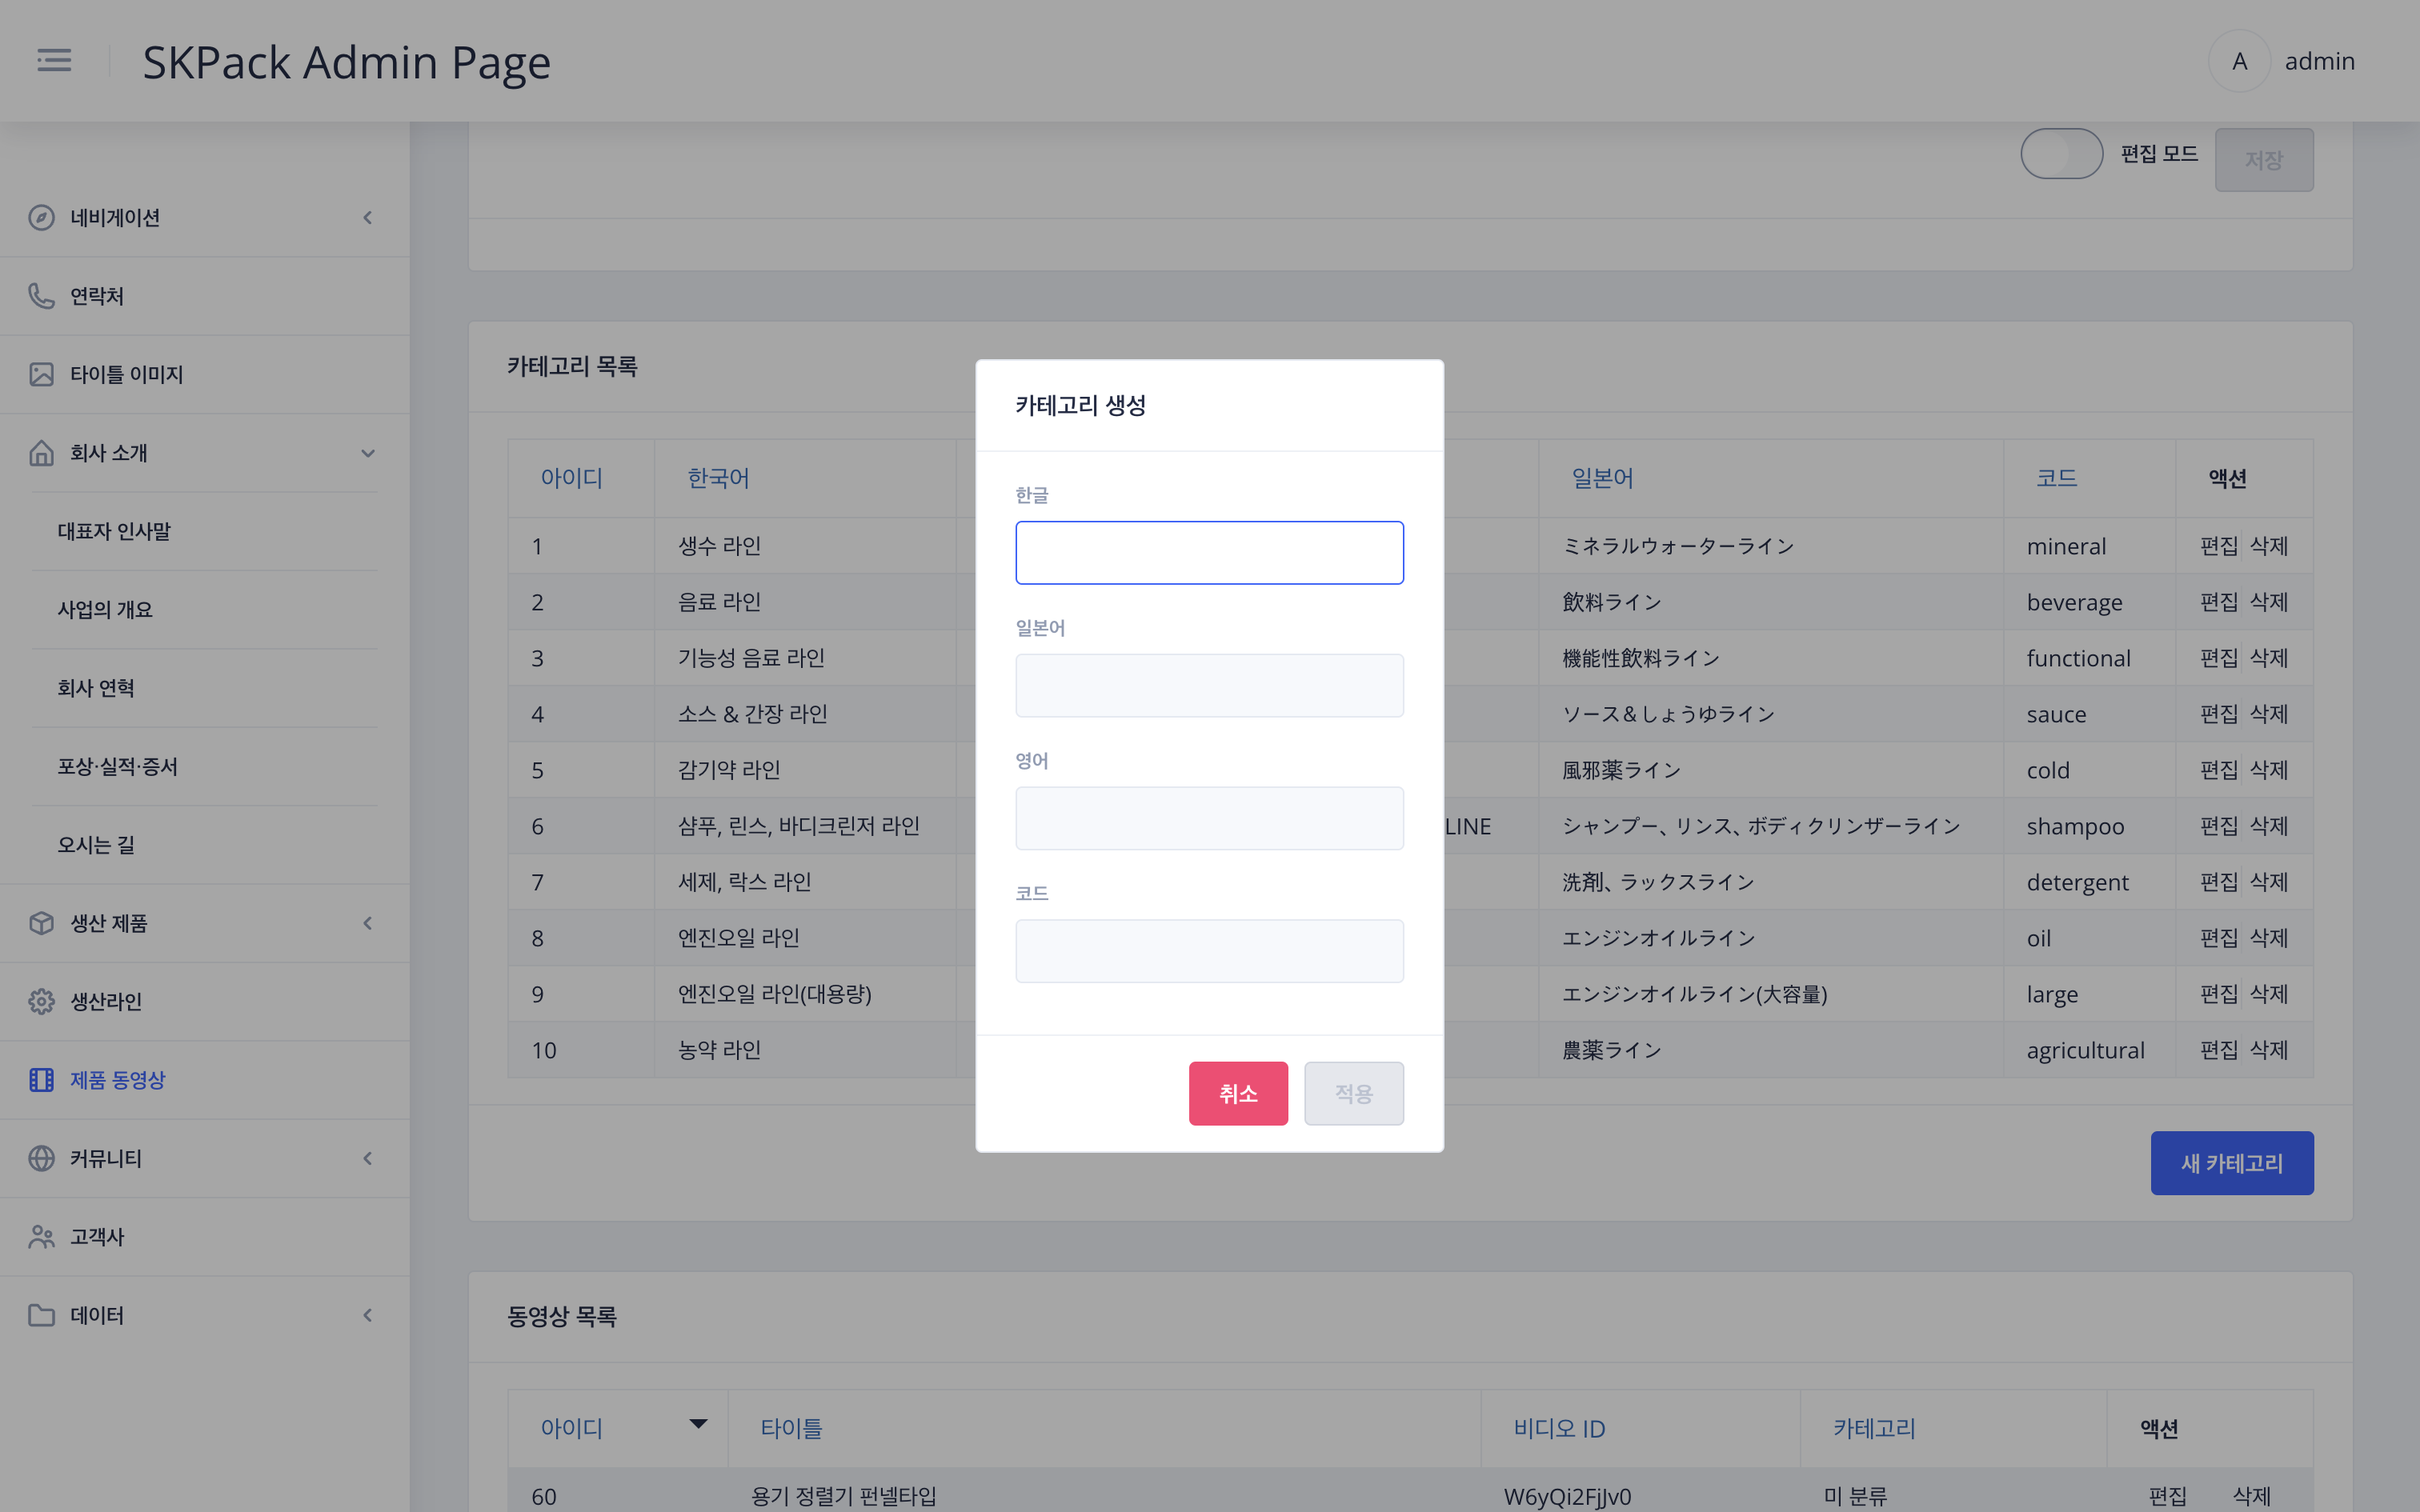 SKPack Admin Page
A admin
편집 모드 저장
네비게이션
연락처
타이틀 이미지
회사 소개
대표자 인사말
사업의 개요
회사 연혁
포상·실적·증서
오시는 길
생산 제품
생산라인
제품 동영상
커뮤니티
고객사
데이터
카테고리 목록
아이디 한국어 일본어 코드 액션
1 생수 라인 ミネラルウォーターライン mineral 편집 삭제
2 음료 라인 飲料ライン beverage 편집 삭제
3 기능성 음료 라인 機能性飲料ライン functional 편집 삭제
4 소스 & 간장 라인 ソース&しょうゆライン sauce 편집 삭제
5 감기약 라인 風邪薬ライン cold 편집 삭제
6 샴푸, 린스, 바디크린저 라인 LINE シャンプー、リンス、ボディクリンザーライン shampoo 편집 삭제
7 세제, 락스 라인 洗剤、ラックスライン detergent 편집 삭제
8 엔진오일 라인 エンジンオイルライン oil 편집 삭제
9 엔진오일 라인(대용량) エンジンオイルライン(大容量) large 편집 삭제
10 농약 라인 農薬ライン agricultural 편집 삭제
새 카테고리
카테고리 생성
한글
일본어
영어
코드
취소 적용
동영상 목록
아이디 타이틀 비디오 ID 카테고리 액션
60 용기 정렬기 펀넬타입 W6yQi2FjJv0 미 분류 편집 삭제